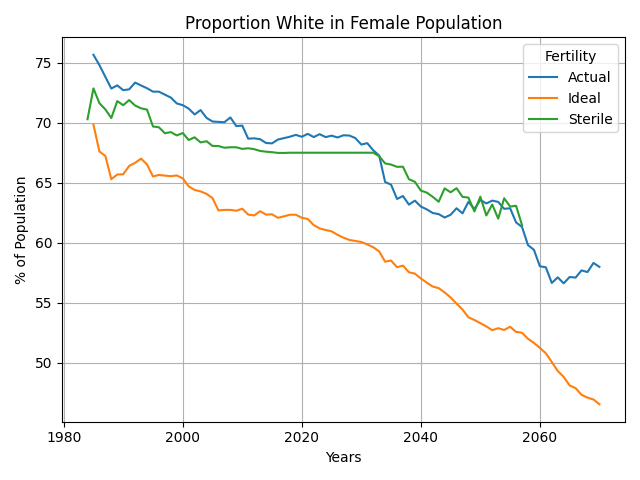 Proportion White in Female Population
Fertility
Actual
Ideal
Sterile
% of Population
75
70
65
60
55
50
1980
2000
2020
2040
2060
Years